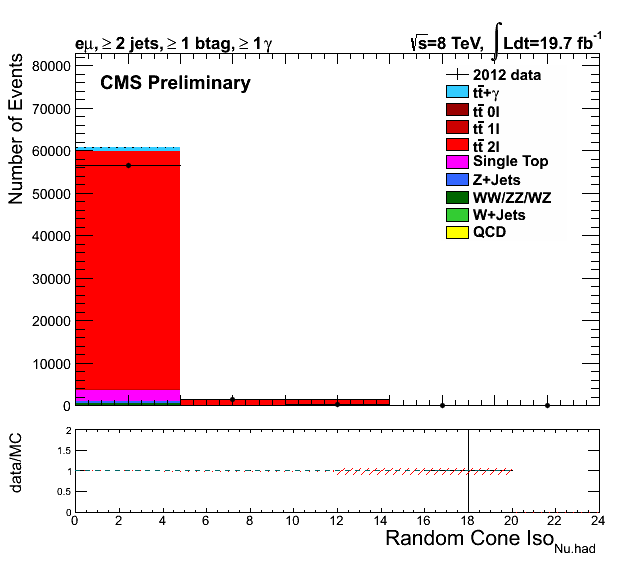 eμ, ≥ 2 jets, ≥ 1 btag, ≥ 1γ
√s=8 TeV, ∫ Ldt=19.7 fb⁻¹
CMS Preliminary
2012 data
tt̄+γ
tt̄ 0l
tt̄ 1l
tt̄ 2l
Single Top
Z+Jets
WW/ZZ/WZ
W+Jets
QCD
Number of Events
80000
70000
60000
50000
40000
30000
20000
10000
0
data/MC
2
1.5
1
0.5
0
0 2 4 6 8 10 12 14 16 18 20 22 24
Random Cone Iso Nu.had